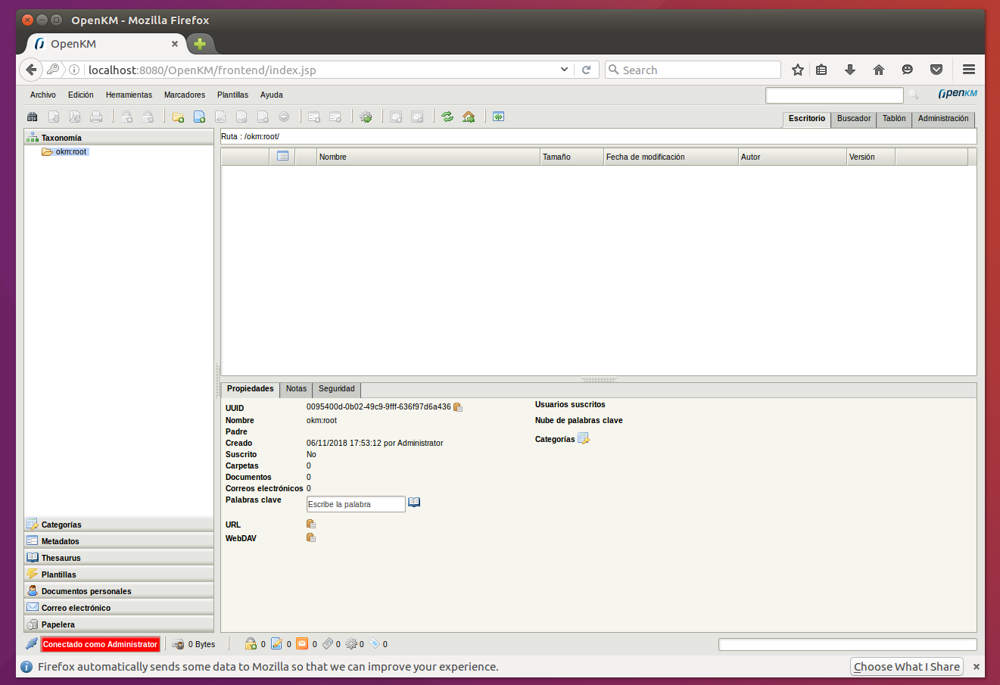 OpenKM - Mozilla Firefox
OpenKM
localhost:8080/OpenKM/frontend/index.jsp
Search
Archivo Edición Herramientas Marcadores Plantillas Ayuda
OpenKM
Escritorio Buscador Tablón Administración
Taxonomía
okm:root
Ruta : /okm:root/
Nombre Tamaño Fecha de modificación Autor Versión
Propiedades Notas Seguridad
UUID 0095400d-0b02-49c9-9fff-636f97d6a436
Nombre okm:root
Padre
Creado 06/11/2018 17:53:12 por Administrator
Suscrito No
Carpetas 0
Documentos 0
Correos electrónicos 0
Palabras clave Escribe la palabra
URL
WebDAV
Usuarios suscritos
Nube de palabras clave
Categorías
Categorías
Metadatos
Thesaurus
Plantillas
Documentos personales
Correo electrónico
Papelera
Conectado como Administrator 0 Bytes 0 0 0 0 0 0
Firefox automatically sends some data to Mozilla so that we can improve your experience.
Choose What I Share